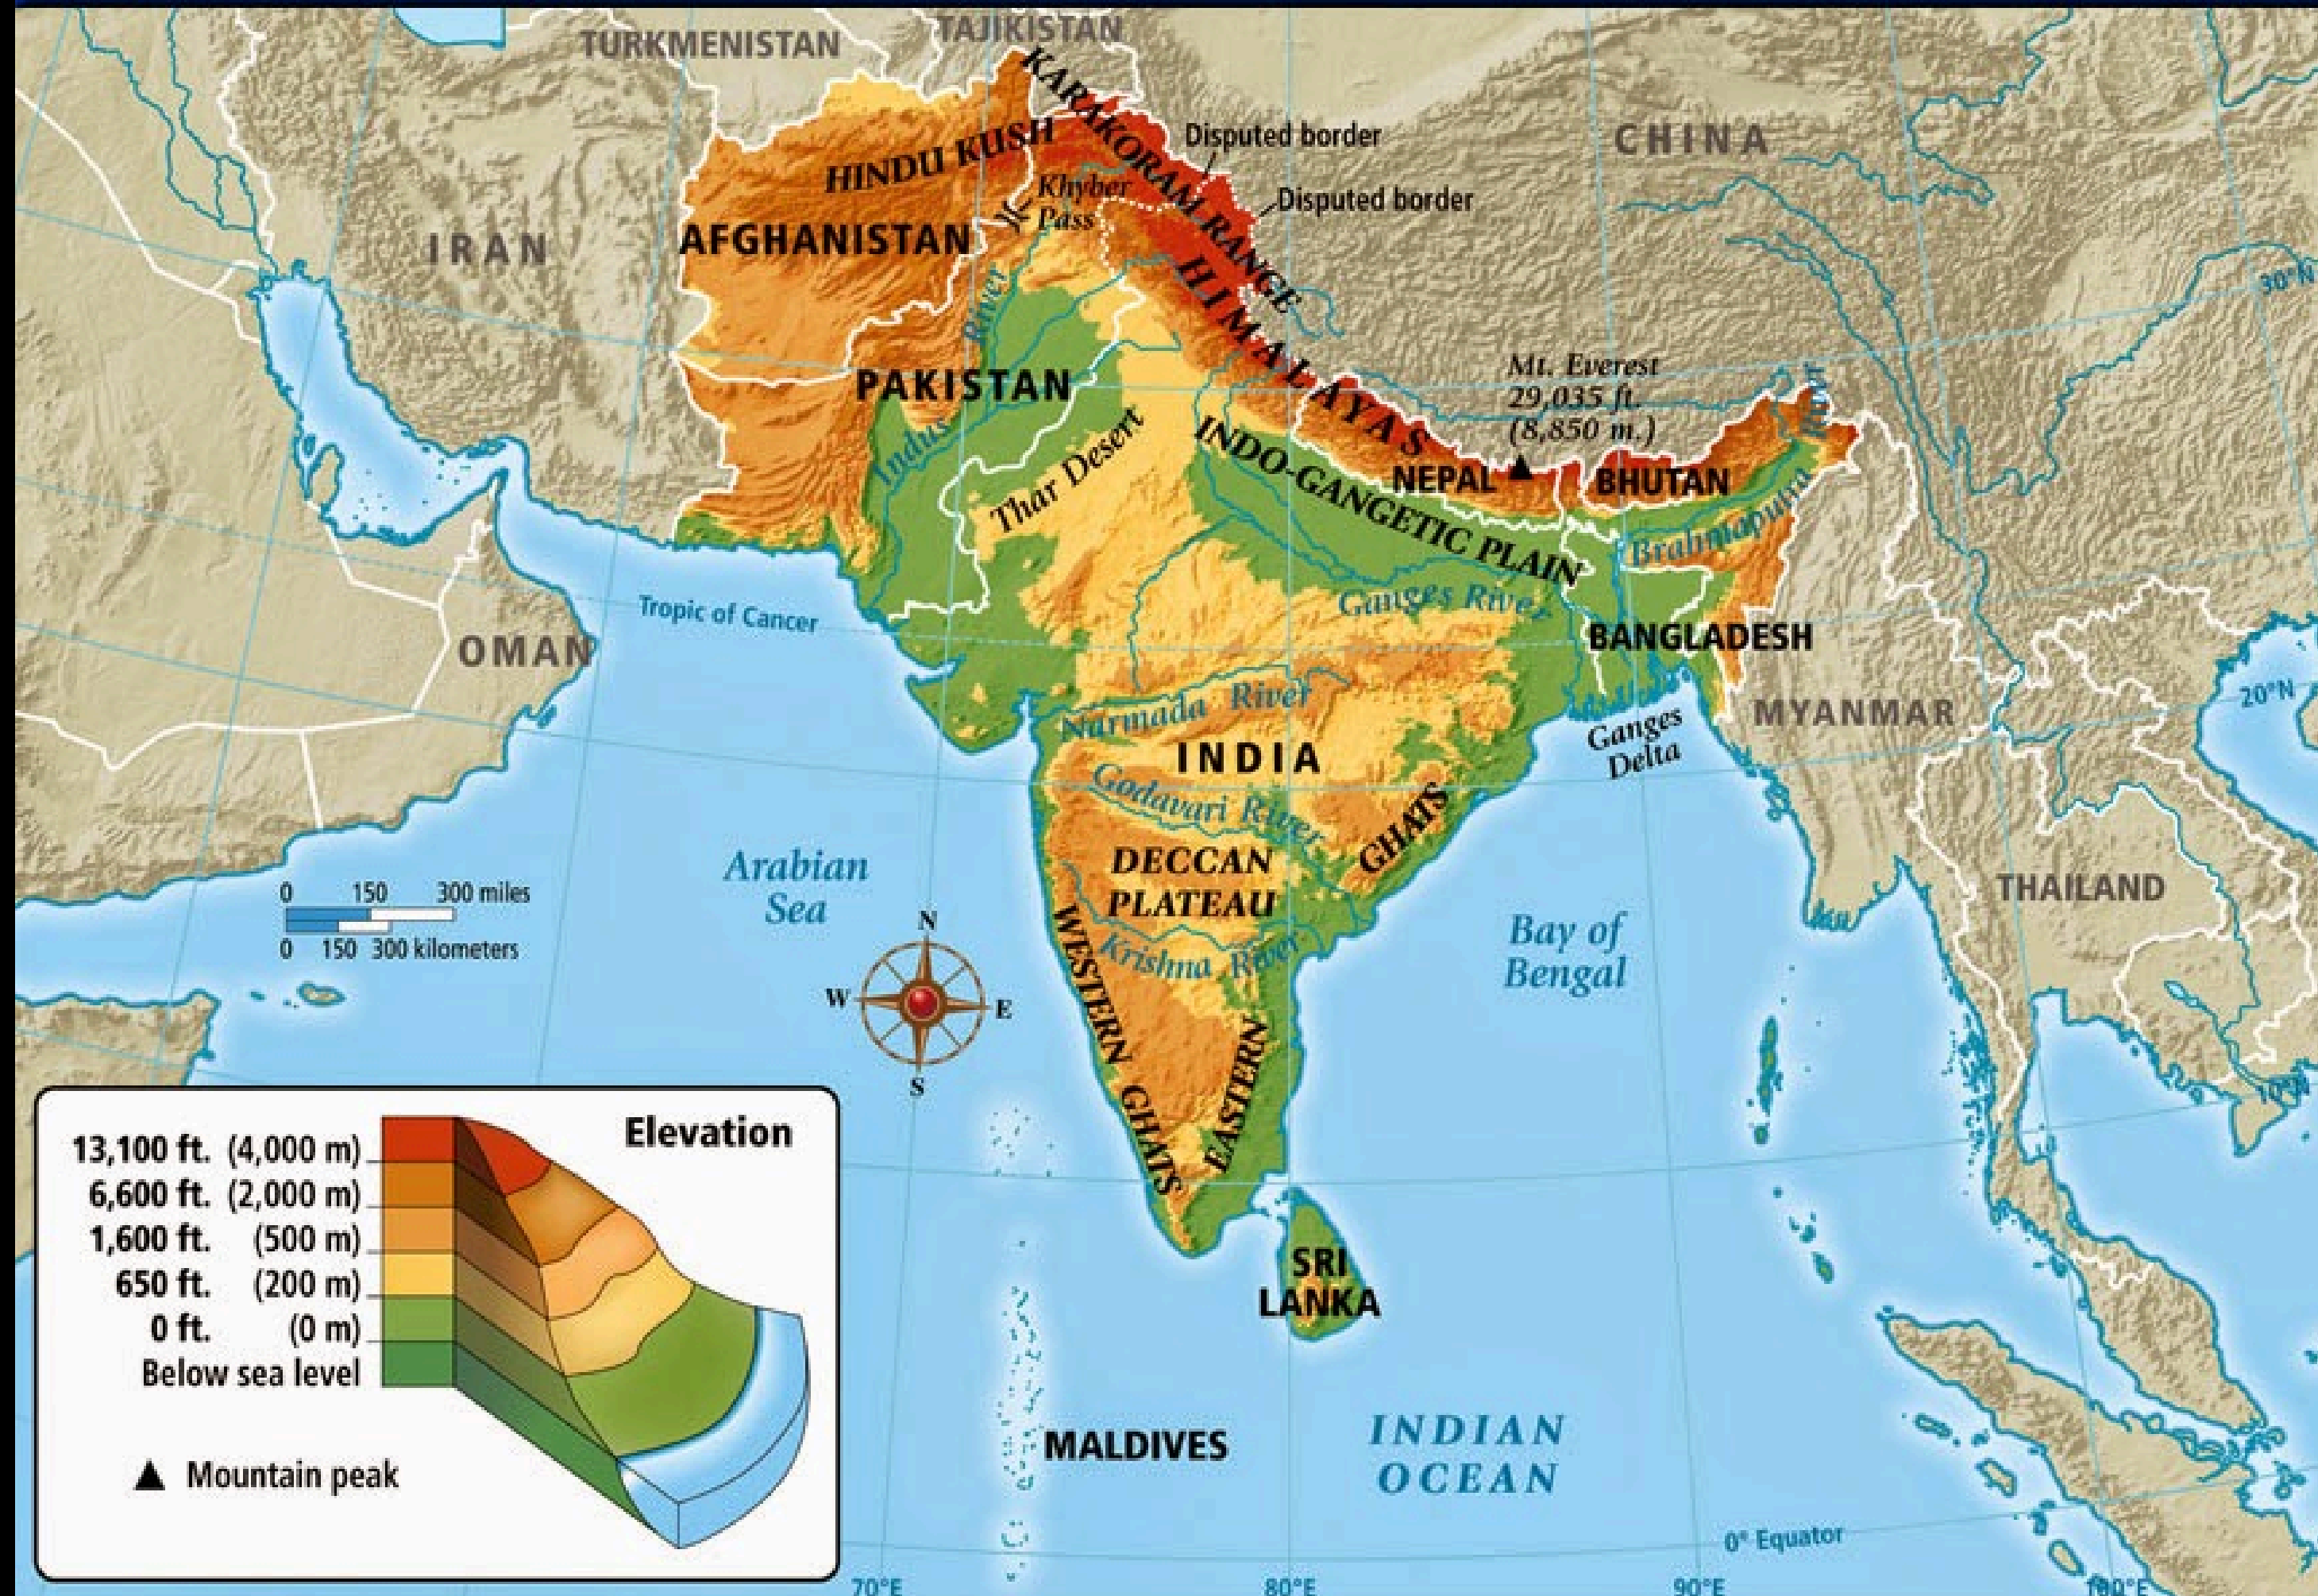 TURKMENISTAN
TAJIKISTAN
KARAKORAM RANGE
HINDU KUSH
Khyber
Pass
Disputed border
Disputed border
CHINA
IRAN
AFGHANISTAN
HIMALAYAS
30°N
Indus River
PAKISTAN
Thar Desert
Mt. Everest
29,035 ft.
(8,850 m.)
NEPAL
BHUTAN
INDO-GANGETIC PLAIN
Brahmaputra River
Ganges River
Tropic of Cancer
OMAN
BANGLADESH
MYANMAR
20°N
Narmada River
Ganges
Delta
INDIA
Godavari River
DECCAN
PLATEAU
Krishna River
WESTERN GHATS
EASTERN GHATS
Arabian
Sea
Bay of
Bengal
THAILAND
0 150 300 miles
0 150 300 kilometers
N
W
E
S
10°N
SRI
LANKA
MALDIVES
INDIAN
OCEAN
0° Equator
70°E
80°E
90°E
100°E
Elevation
13,100 ft. (4,000 m)
6,600 ft. (2,000 m)
1,600 ft. (500 m)
650 ft. (200 m)
0 ft. (0 m)
Below sea level
Mountain peak